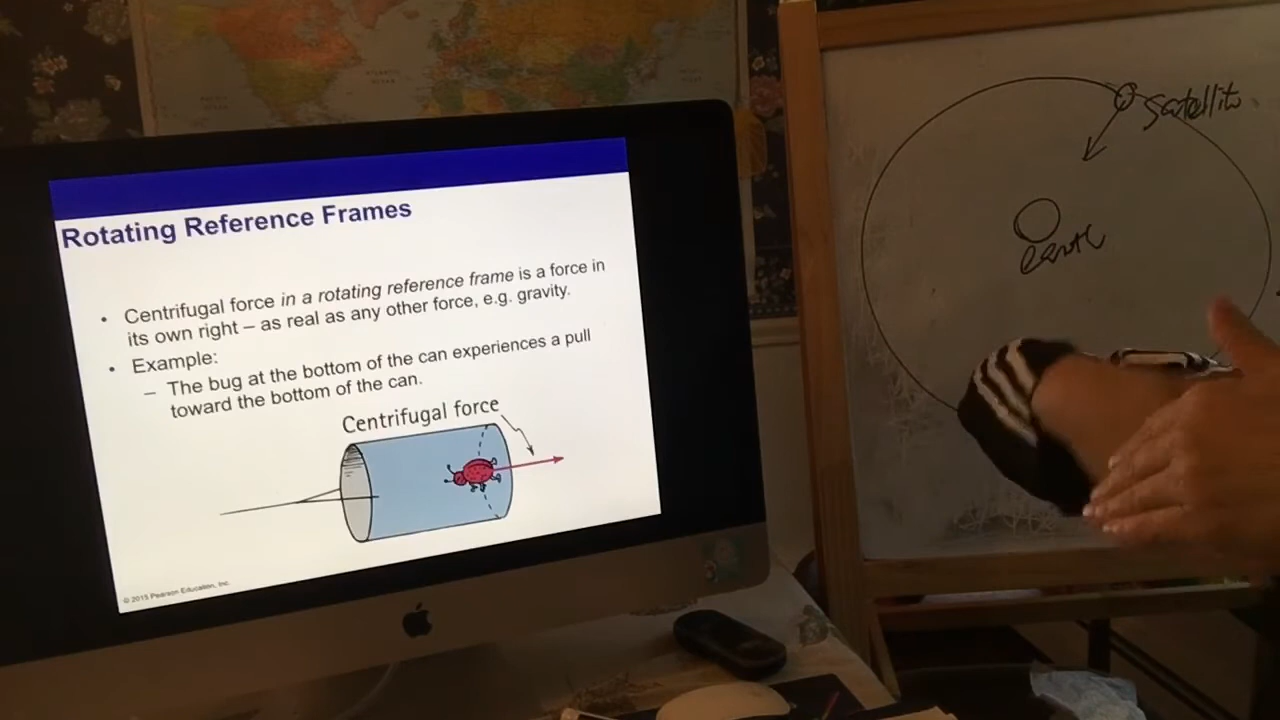 Rotating Reference Frames
• Centrifugal force in a rotating reference frame is a force in
its own right – as real as any other force, e.g. gravity.
• Example:
– The bug at the bottom of the can experiences a pull
toward the bottom of the can.
Centrifugal force
© 2015 Pearson Education, Inc.
satellite
earth